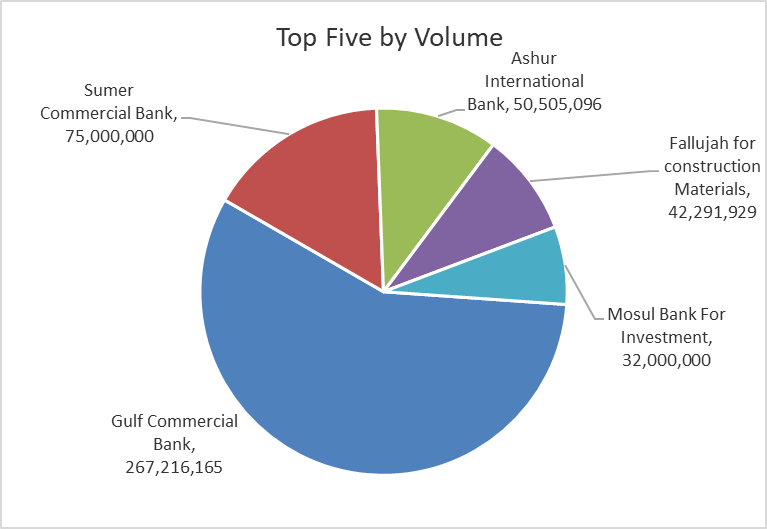 Top Five by Volume
Ashur
International
Bank, 50,505,096
Sumer
Commercial Bank,
75,000,000
Fallujah for
construction
Materials,
42,291,929
Mosul Bank For
Investment,
32,000,000
Gulf Commercial
Bank,
267,216,165